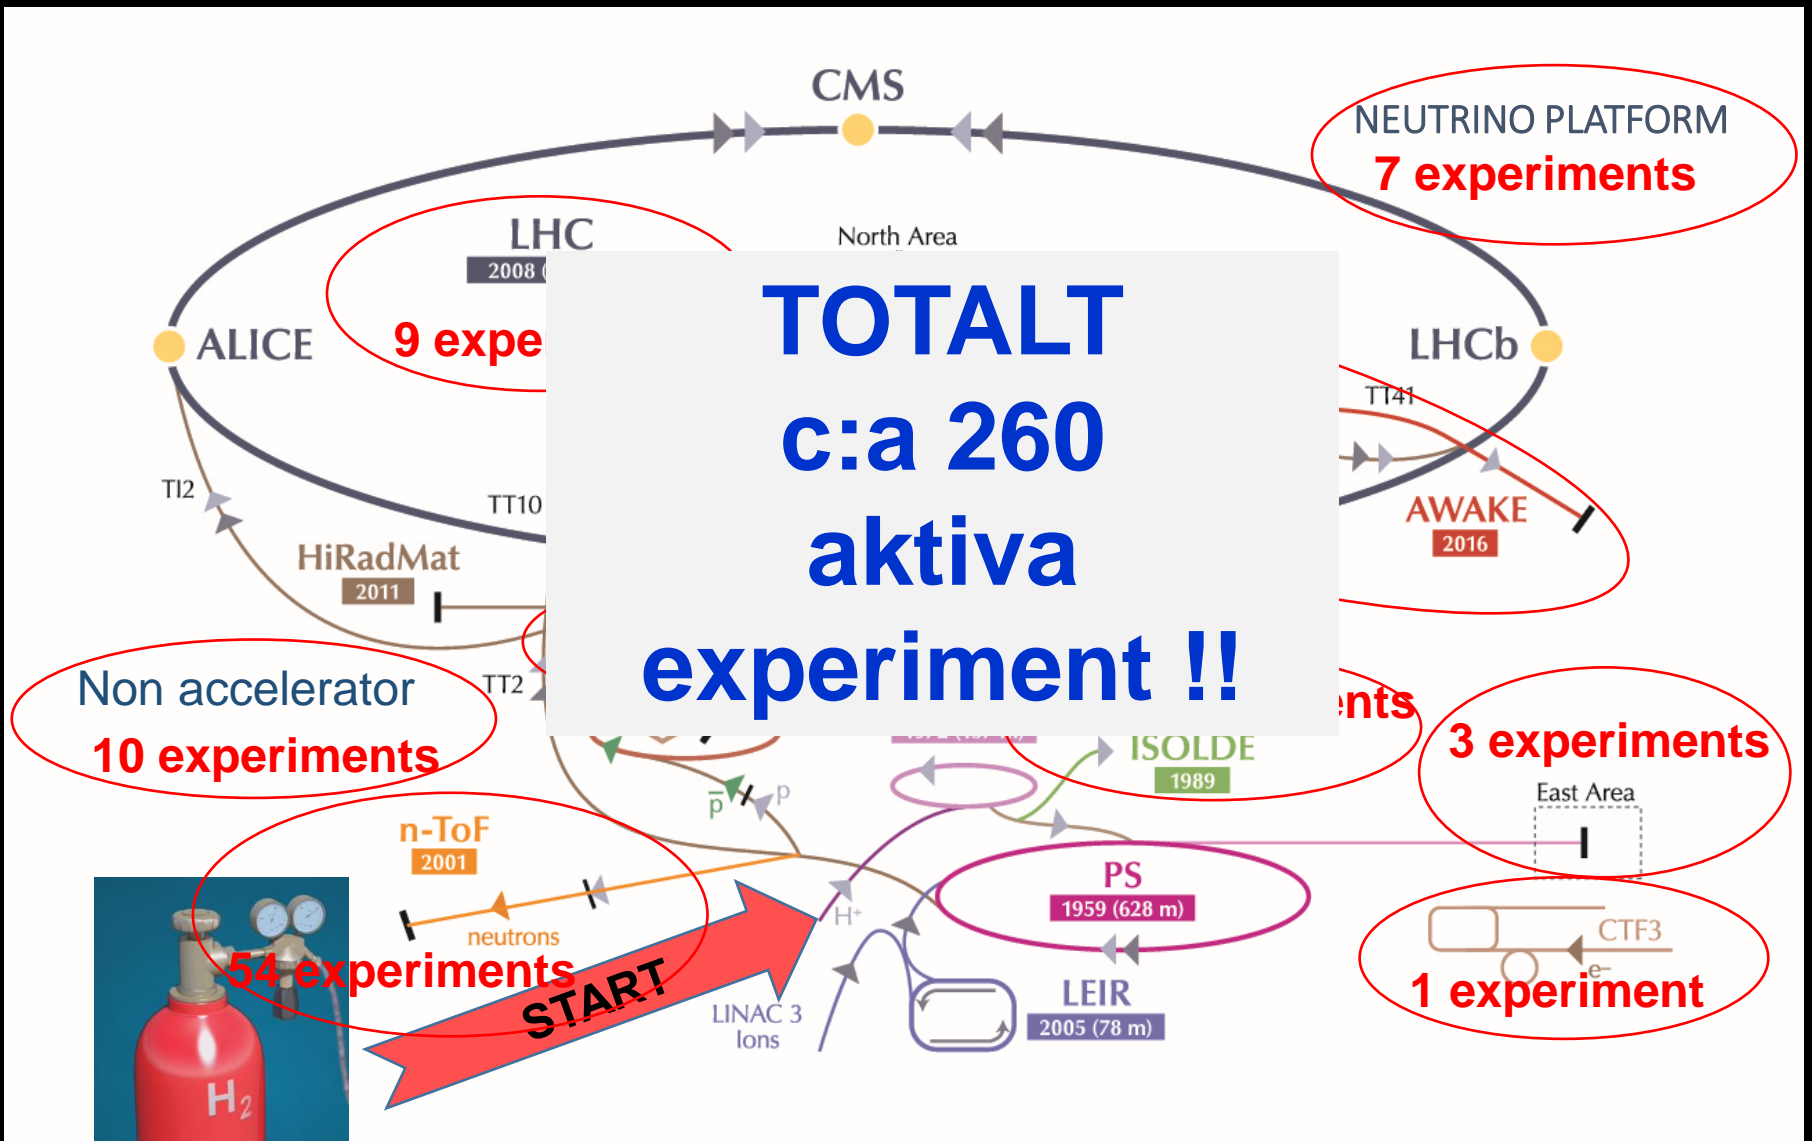 CMS
NEUTRINO PLATFORM
7 experiments
LHC
2008
North Area
9
ALICE
LHCb
TOTALT
c:a 260
aktiva
experiment !!
TT41
TI2
TT10
AWAKE
2016
HiRadMat
2011
Non accelerator
10 experiments
TT2
ISOLDE
1989
3 experiments
East Area
p
p
n-ToF
2001
neutrons
54 experiments
START
H⁺
PS
1959 (628 m)
LINAC 3
Ions
LEIR
2005 (78 m)
CTF3
e⁻
1 experiment
H₂